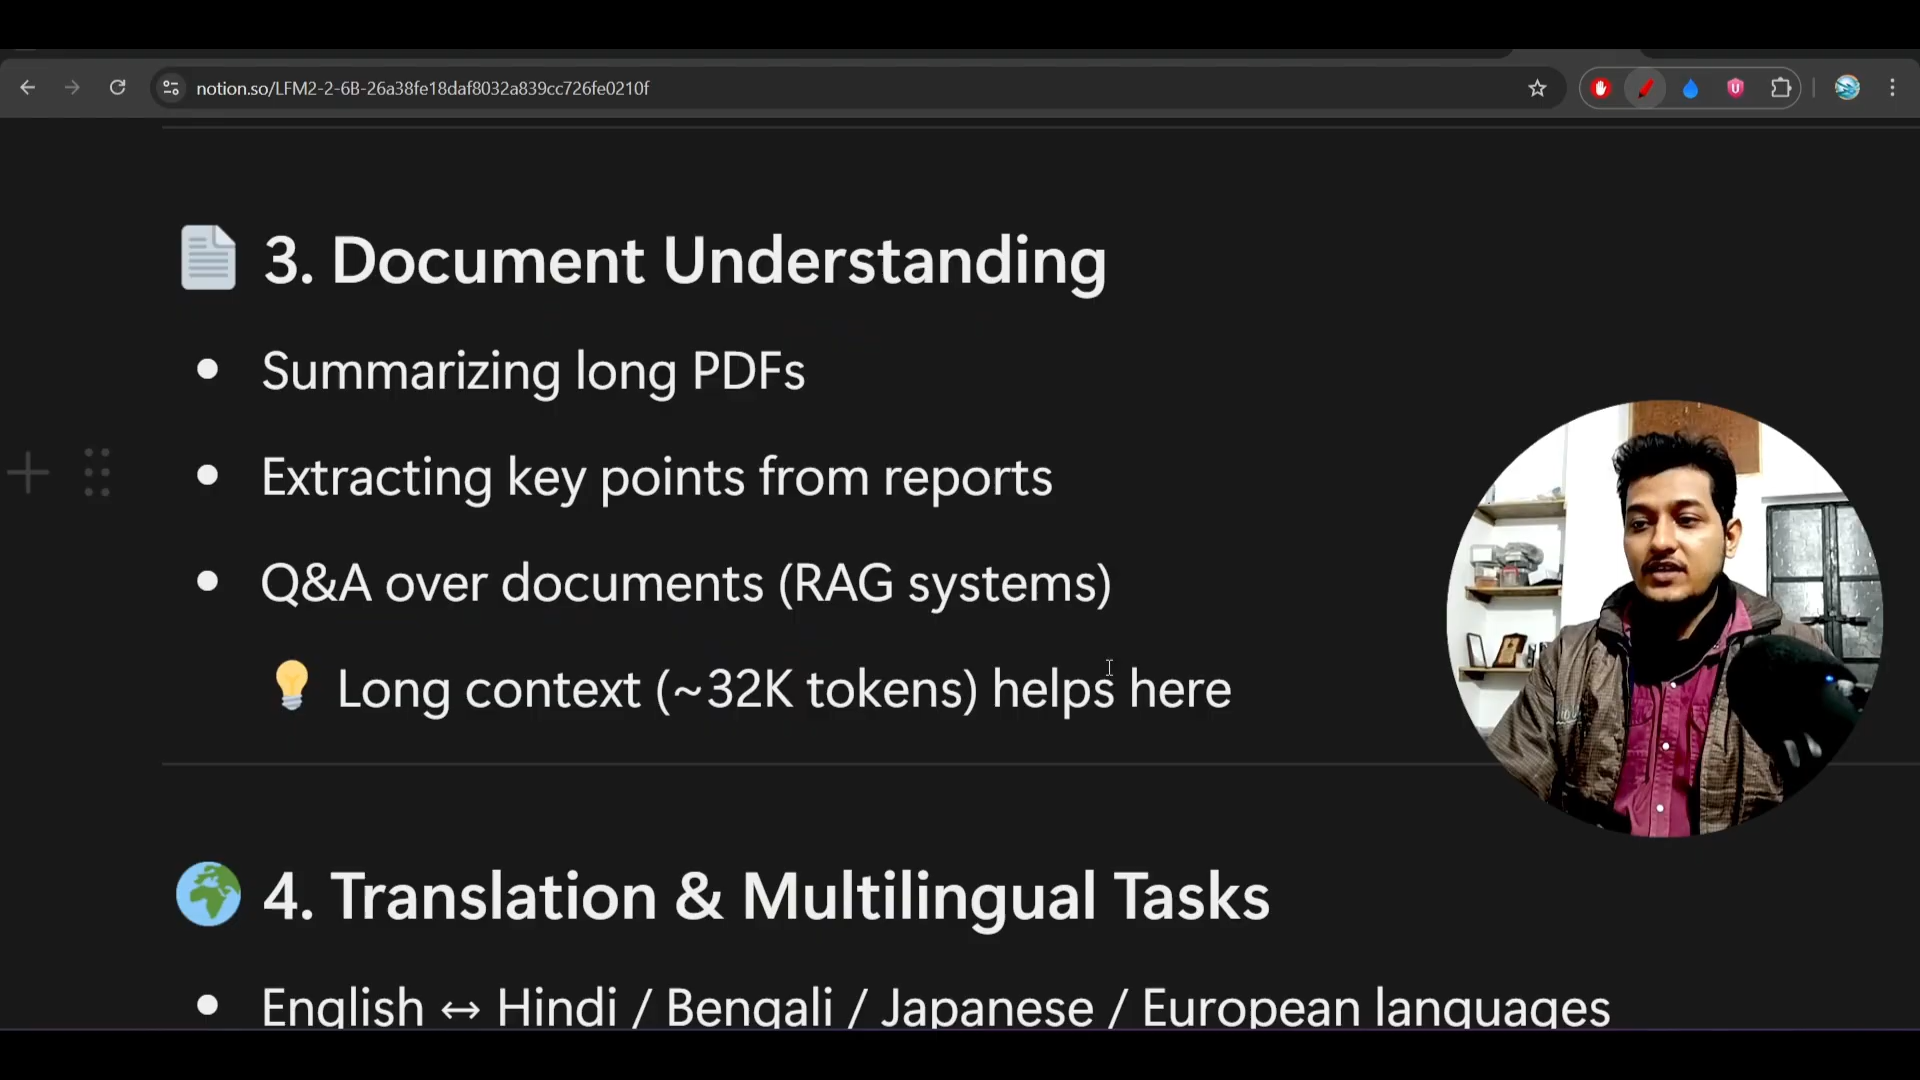 notion.so/LFM2-2-6B-26a38fe18daf8032a839cc726fe0210f
3. Document Understanding
• Summarizing long PDFs
• Extracting key points from reports
• Q&A over documents (RAG systems)
💡 Long context (~32K tokens) helps here
4. Translation & Multilingual Tasks
• English ↔ Hindi / Bengali / Japanese / European languages